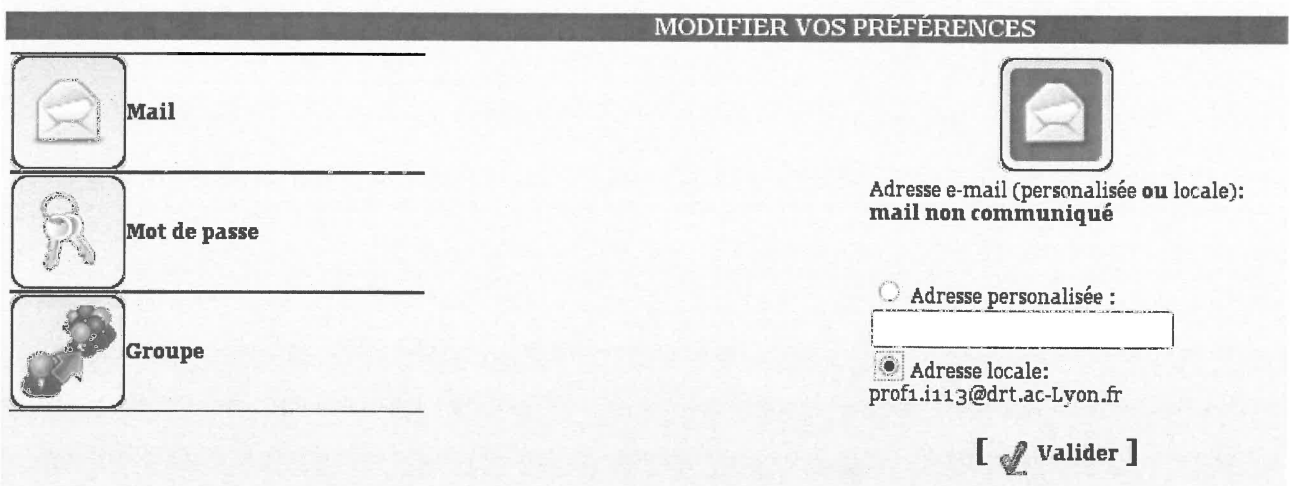 MODIFIER VOS PRÉFÉRENCES
Mail
Mot de passe
Groupe
Adresse e-mail (personalisée ou locale):
mail non communiqué
Adresse personalisée :
Adresse locale:
prof1.i113@drt.ac-Lyon.fr
[ Valider ]